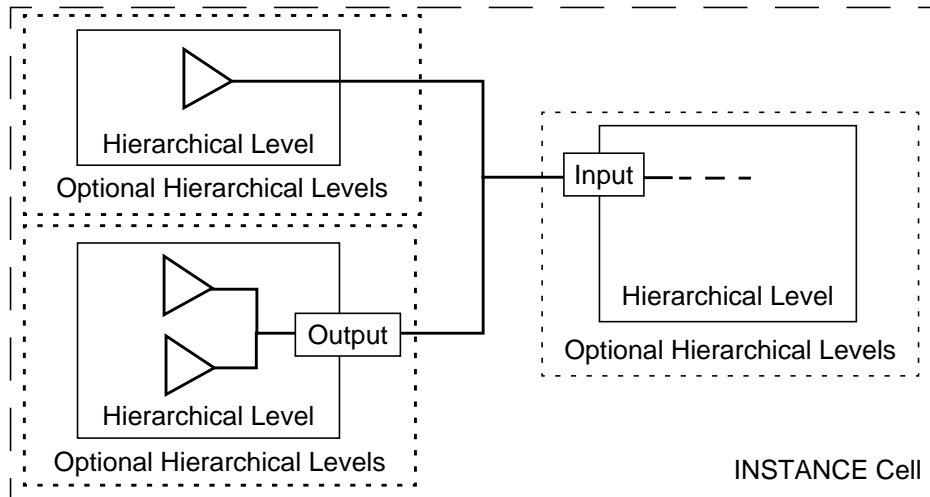 Hierarchical Level
Optional Hierarchical Levels
Input
Hierarchical Level
Optional Hierarchical Levels
Output
Hierarchical Level
Optional Hierarchical Levels
INSTANCE Cell